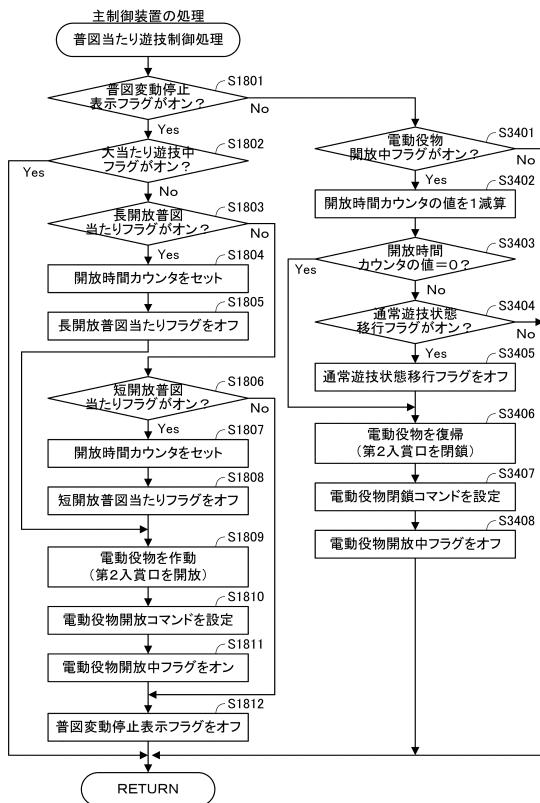 主制御装置の処理
普図当たり遊技制御処理
S1801
普図変動停止
表示フラグがオン?
No
Yes
S1802
大当たり遊技中
フラグがオン?
Yes
No
S1803
長開放普図
当たりフラグがオン?
No
Yes
S1804
開放時間カウンタをセット
S1805
長開放普図当たりフラグをオフ
S1806
短開放普図
当たりフラグがオン?
No
Yes
S1807
開放時間カウンタをセット
S1808
短開放普図当たりフラグをオフ
S1809
電動役物を作動
(第2入賞口を開放)
S1810
電動役物開放コマンドを設定
S1811
電動役物開放中フラグをオン
S1812
普図変動停止表示フラグをオフ
RETURN
S3401
電動役物
開放中フラグがオン?
No
Yes
S3402
開放時間カウンタの値を1減算
S3403
開放時間
カウンタの値=0?
Yes
No
S3404
通常遊技状態
移行フラグがオン?
No
Yes
S3405
通常遊技状態移行フラグをオフ
S3406
電動役物を復帰
(第2入賞口を閉鎖)
S3407
電動役物閉鎖コマンドを設定
S3408
電動役物開放中フラグをオフ